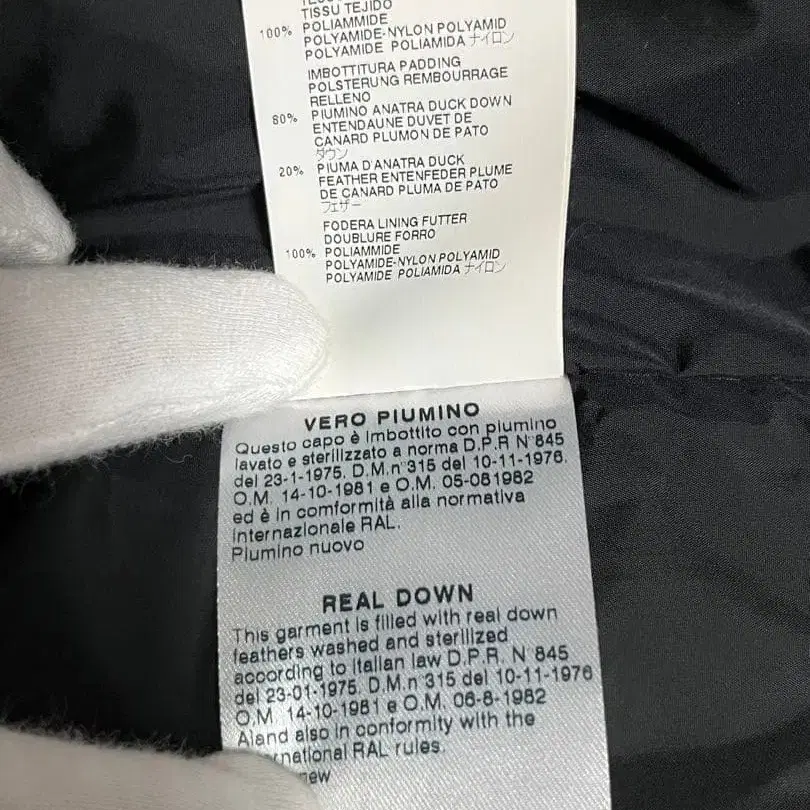 TISSU TEJIDO
100% POLIAMMIDE
POLYAMIDE-NYLON POLYAMID
POLYAMIDE POLIAMIDA ナイロン
IMBOTTITURA PADDING
POLSTERUNG REMBOURRAGE
RELLENO
80% PIUMINO ANATRA DUCK DOWN
ENTENDAUNE DUVET DE
CANARD PLUMON DE PATO
ダウン
20% PIUMA D'ANATRA DUCK
FEATHER ENTENFEDER PLUME
DE CANARD PLUMA DE PATO
フェザー
FODERA LINING FUTTER
DOUBLURE FORRO
100% POLIAMMIDE
POLYAMIDE-NYLON POLYAMID
POLYAMIDE POLIAMIDA ナイロン
VERO PIUMINO
Questo capo è imbottito con piumino
lavato e sterilizzato a norma D.P.R N°845
del 23-1-1975. D.M.n°315 del 10-11-1976.
O.M. 14-10-1981 e O.M. 05-081982
ed è in comformità alla normativa
internazionale RAL.
Piumino nuovo
REAL DOWN
This garment is filled with real down
feathers washed and sterilized
according to Italian law D.P.R. N°845
del 23-01-1975. D.M.n°315 del 10-11-1976
O.M. 14-10-1981 e O.M. 06-8-1982
Aland also in conformity with the
national RAL rules.
new